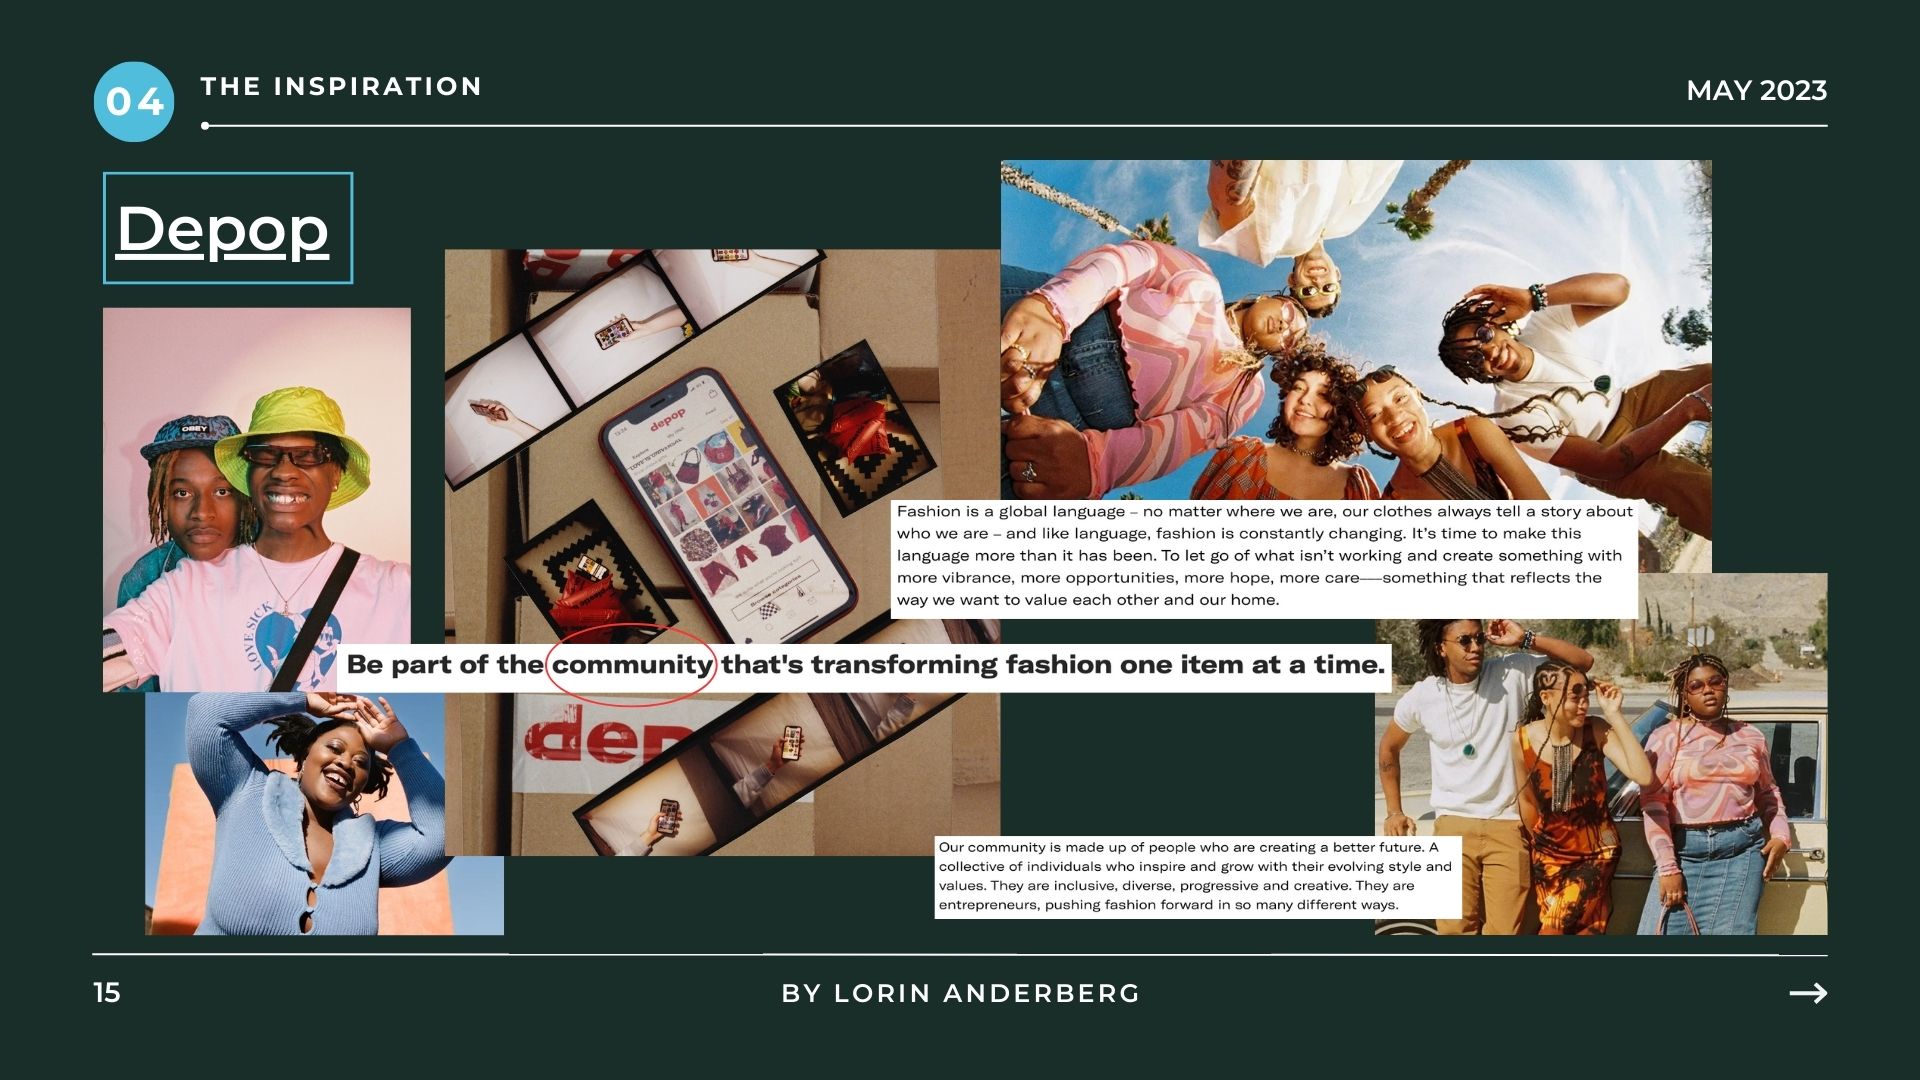 04
THE INSPIRATION
MAY 2023
Depop
OBEY
LOVE SICK
depop
Explore
Fashion is a global language – no matter where we are, our clothes always tell a story about
who we are – and like language, fashion is constantly changing. It's time to make this
language more than it has been. To let go of what isn't working and create something with
more vibrance, more opportunities, more hope, more care—–something that reflects the
way we want to value each other and our home.
Be part of the community that's transforming fashion one item at a time.
dep
Our community is made up of people who are creating a better future. A
collective of individuals who inspire and grow with their evolving style and
values. They are inclusive, diverse, progressive and creative. They are
entrepreneurs, pushing fashion forward in so many different ways.
15
BY LORIN ANDERBERG